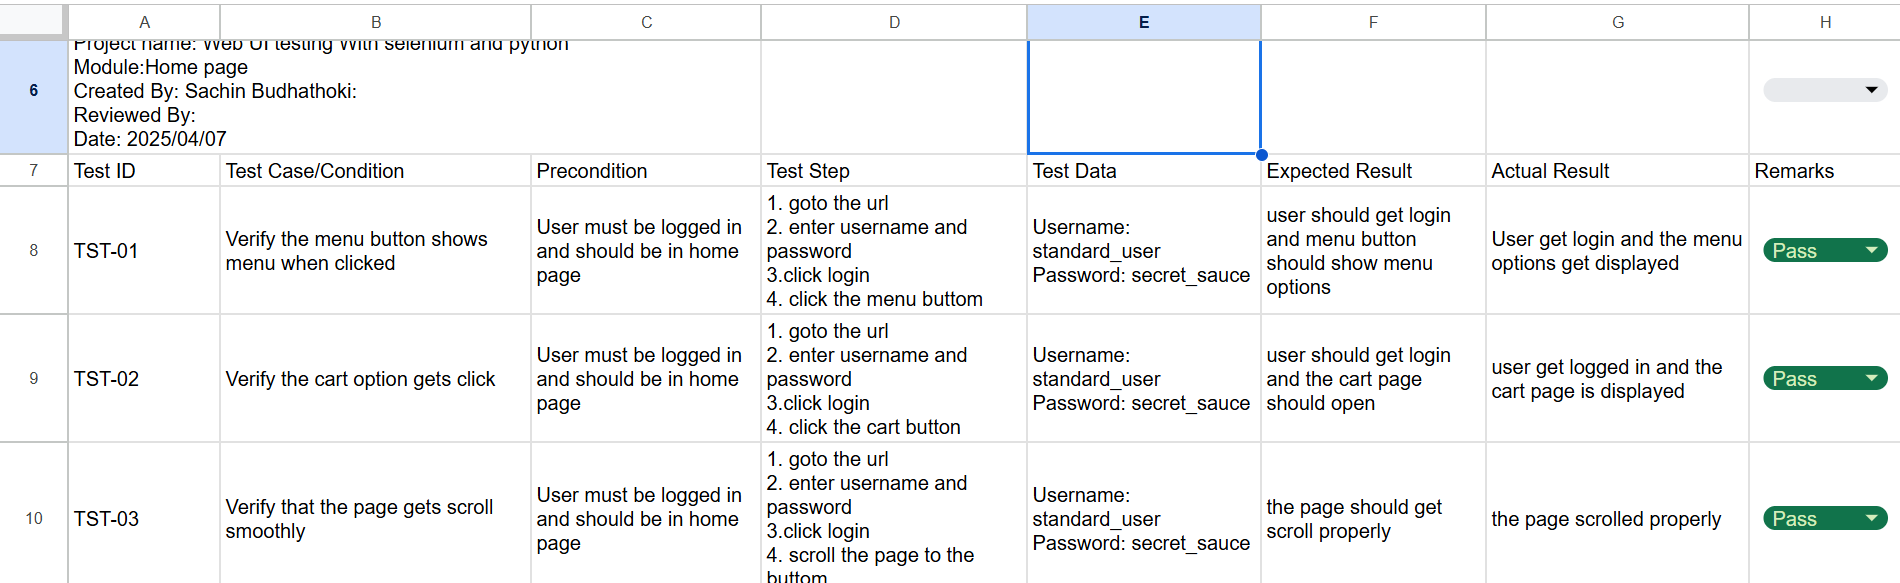 A B C D E F G H
6
Project name: Web UI testing With selenium and python
Module:Home page
Created By: Sachin Budhathoki:
Reviewed By:
Date: 2025/04/07
7
Test ID
Test Case/Condition
Precondition
Test Step
Test Data
Expected Result
Actual Result
Remarks
8
TST-01
Verify the menu button shows
menu when clicked
User must be logged in
and should be in home
page
1. goto the url
2. enter username and
password
3.click login
4. click the menu buttom
Username:
standard_user
Password: secret_sauce
user should get login
and menu button
should show menu
options
User get login and the menu
options get displayed
Pass
9
TST-02
Verify the cart option gets click
User must be logged in
and should be in home
page
1. goto the url
2. enter username and
password
3.click login
4. click the cart button
Username:
standard_user
Password: secret_sauce
user should get login
and the cart page
should open
user get logged in and the
cart page is displayed
Pass
10
TST-03
Verify that the page gets scroll
smoothly
User must be logged in
and should be in home
page
1. goto the url
2. enter username and
password
3.click login
4. scroll the page to the
buttom
Username:
standard_user
Password: secret_sauce
the page should get
scroll properly
the page scrolled properly
Pass